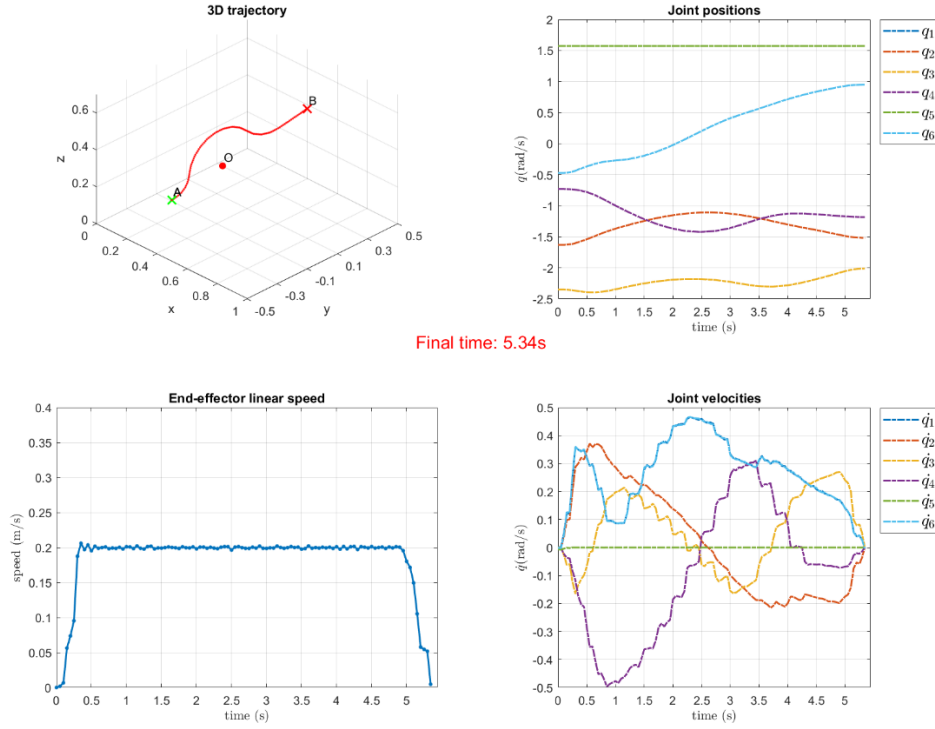 3D trajectory
B
O
A
0.6
0.4
0.2
0
z
0
0.2
0.4
0.6
0.8
1
x
-0.5
-0.3
-0.1
0.1
0.3
0.5
y
Joint positions
2
1.5
1
0.5
0
-0.5
-1
-1.5
-2
-2.5
q(rad/s)
0 0.5 1 1.5 2 2.5 3 3.5 4 4.5 5
time (s)
q₁
q₂
q₃
q₄
q₅
q₆
Final time: 5.34s
End-effector linear speed
0.4
0.35
0.3
0.25
0.2
0.15
0.1
0.05
0
speed (m/s)
0 0.5 1 1.5 2 2.5 3 3.5 4 4.5 5
time (s)
Joint velocities
0.5
0.4
0.3
0.2
0.1
0
-0.1
-0.2
-0.3
-0.4
-0.5
q̇(rad/s)
0 0.5 1 1.5 2 2.5 3 3.5 4 4.5 5
time (s)
q̇₁
q̇₂
q̇₃
q̇₄
q̇₅
q̇₆